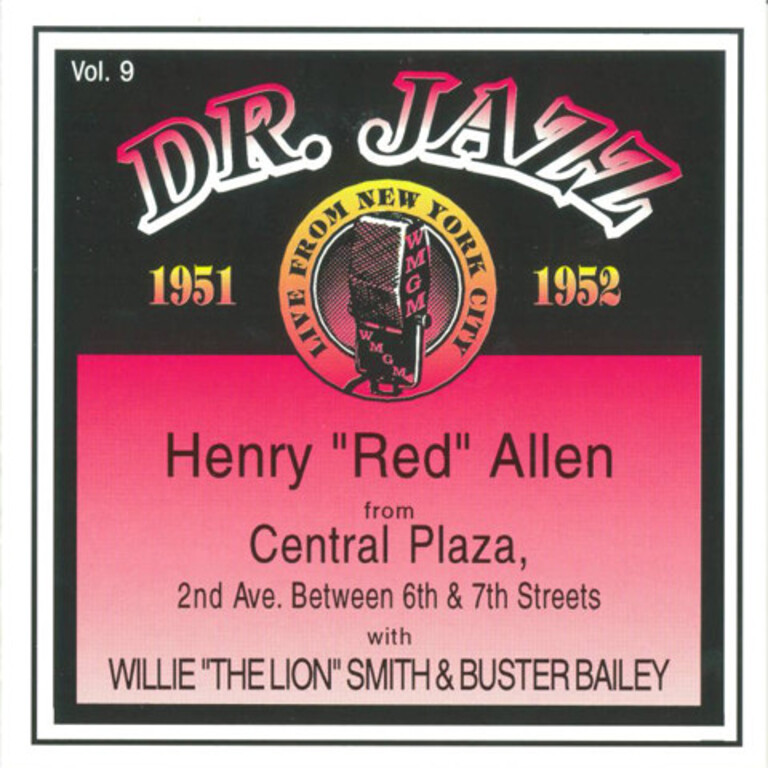 Vol. 9
DR. JAZZ
LIVE FROM NEW YORK CITY
1951
1952
WMGM
WMGM
Henry "Red" Allen
from
Central Plaza,
2nd Ave. Between 6th & 7th Streets
with
WILLIE "THE LION" SMITH & BUSTER BAILEY